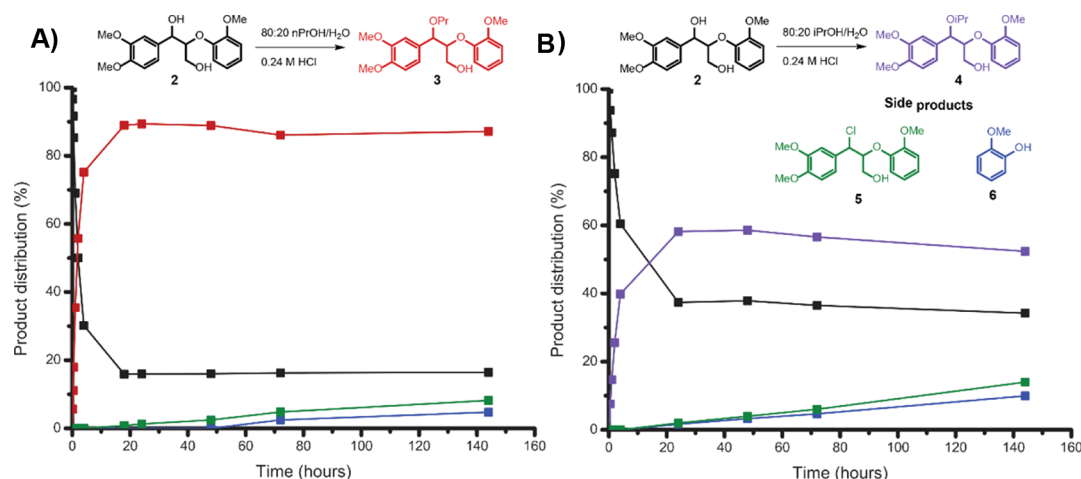 A)
OH
OMe
MeO
O
MeO
OH
2
80:20 nPrOH/H₂O
0.24 M HCl
OPr
OMe
MeO
O
MeO
OH
3
Product distribution (%)
100
80
60
40
20
0
0 20 40 60 80 100 120 140 160
Time (hours)
B)
OH
OMe
MeO
O
MeO
OH
2
80:20 iPrOH/H₂O
0.24 M HCl
OiPr
OMe
MeO
O
MeO
OH
4
Side products
Cl
OMe
MeO
O
MeO
OH
5
OMe
OH
6
Product distribution (%)
100
80
60
40
20
0
0 20 40 60 80 100 120 140 160
Time (hours)